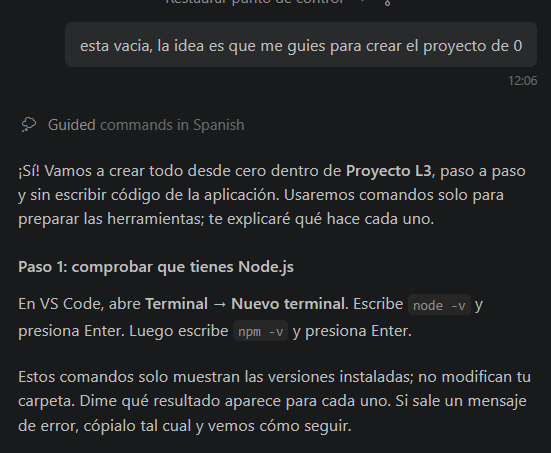 Restaurar punto de control
esta vacia, la idea es que me guies para crear el proyecto de 0
12:06
Guided commands in Spanish
¡Sí! Vamos a crear todo desde cero dentro de Proyecto L3, paso a paso
y sin escribir código de la aplicación. Usaremos comandos solo para
preparar las herramientas; te explicaré qué hace cada uno.
Paso 1: comprobar que tienes Node.js
En VS Code, abre Terminal → Nuevo terminal. Escribe node -v y
presiona Enter. Luego escribe npm -v y presiona Enter.
Estos comandos solo muestran las versiones instaladas; no modifican tu
carpeta. Dime qué resultado aparece para cada uno. Si sale un mensaje
de error, cópialo tal cual y vemos cómo seguir.